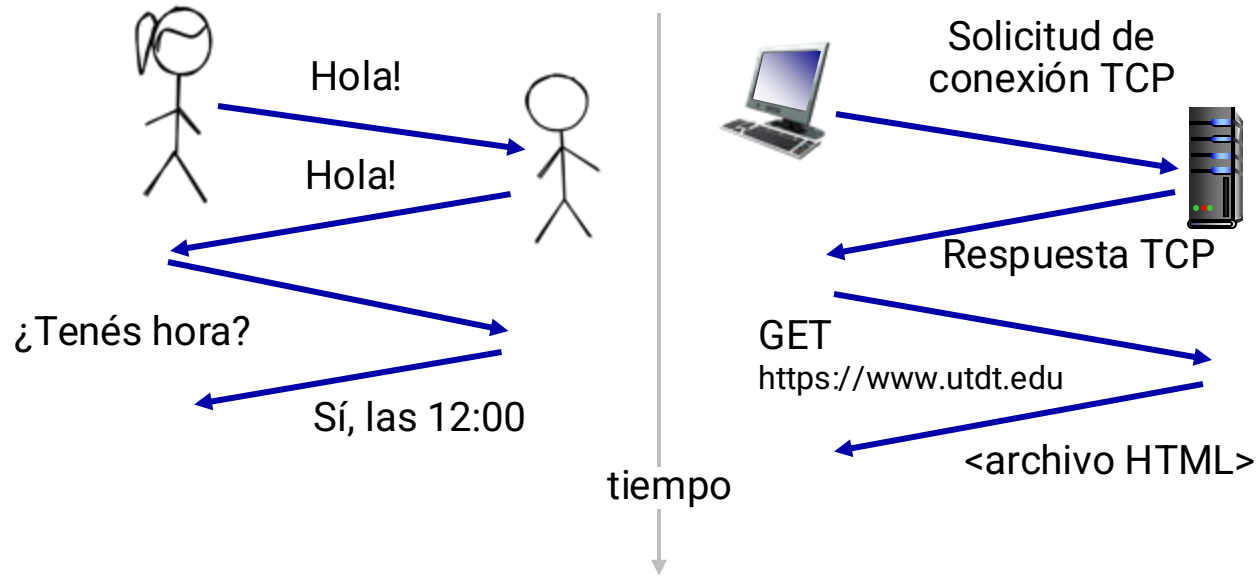 Hola!
Hola!
¿Tenés hora?
Sí, las 12:00
Solicitud de
conexión TCP
Respuesta TCP
GET
https://www.utdt.edu
<archivo HTML>
tiempo